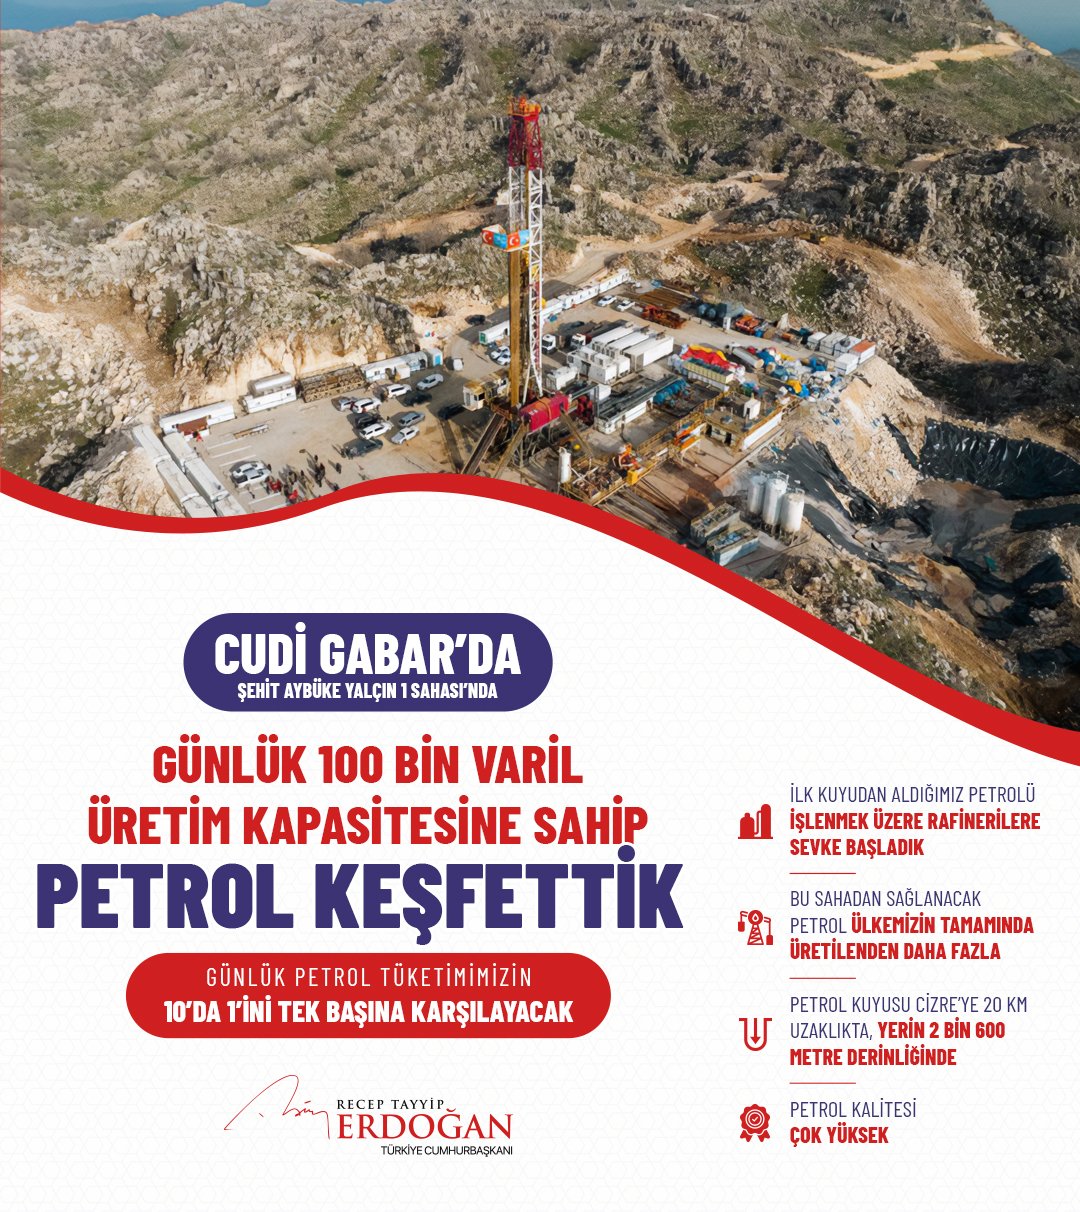 CUDİ GABAR'DA
ŞEHİT AYBÜKE YALÇIN 1 SAHASI'NDA
GÜNLÜK 100 BİN VARİL
ÜRETİM KAPASİTESİNE SAHİP
PETROL KEŞFETTİK
GÜNLÜK PETROL TÜKETİMİMİZİN
10'DA 1'İNİ TEK BAŞINA KARŞILAYACAK
RECEP TAYYİP
ERDOĞAN
TÜRKİYE CUMHURBAŞKANI
İLK KUYUDAN ALDIĞIMIZ PETROLÜ
İŞLENMEK ÜZERE RAFİNERİLERE
SEVKE BAŞLADIK
BU SAHADAN SAĞLANACAK
PETROL ÜLKEMİZİN TAMAMINDA
ÜRETİLENDEN DAHA FAZLA
PETROL KUYUSU CİZRE'YE 20 KM
UZAKLIKTA, YERİN 2 BİN 600
METRE DERİNLİĞİNDE
PETROL KALİTESİ
ÇOK YÜKSEK